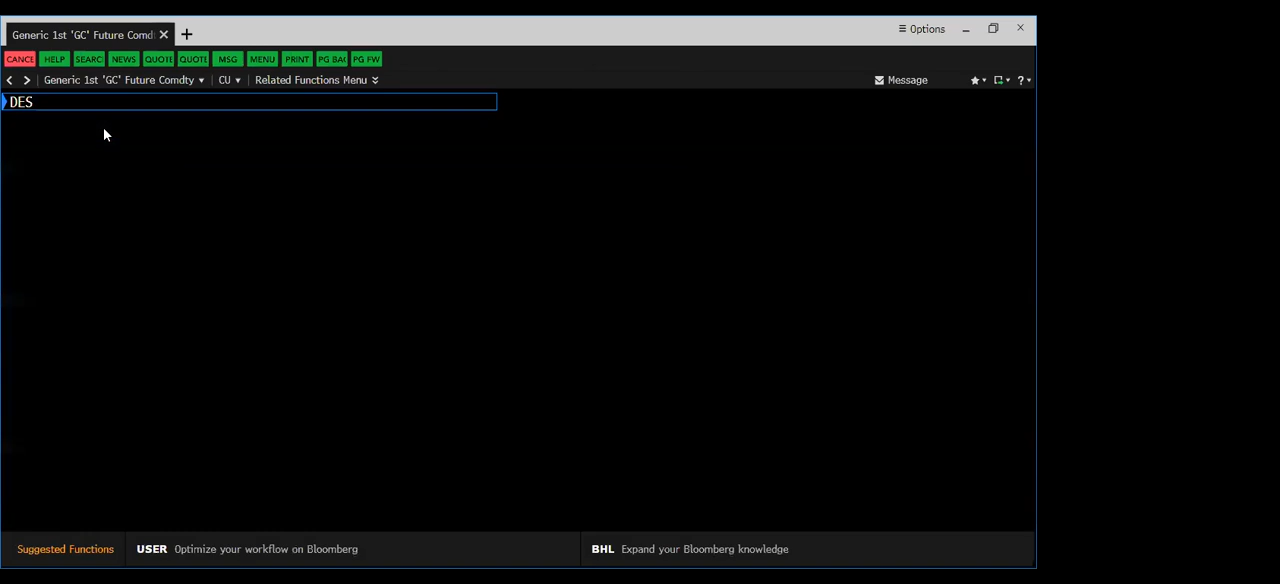 Generic 1st 'GC' Future Comd
Options
CANCE HELP SEARC NEWS QUOTE QUOTE MSG MENU PRINT PG BAC PG FW
Generic 1st 'GC' Future Comdty CU Related Functions Menu Message ?
DES
Suggested Functions USER Optimize your workflow on Bloomberg BHL Expand your Bloomberg knowledge